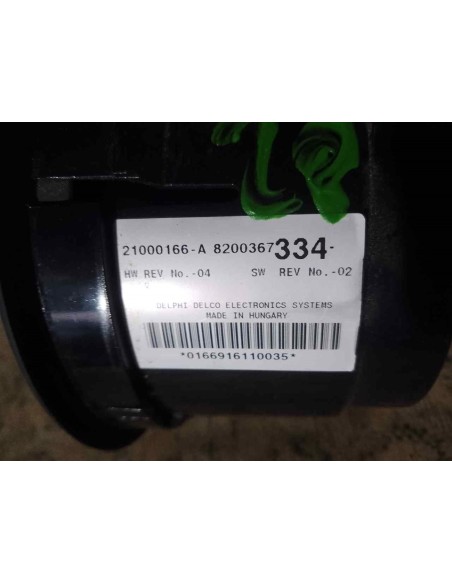 21000166-A 8200367334-
HW REV No.-04 SW REV No.-02
DELPHI DELCO ELECTRONICS SYSTEMS
MADE IN HUNGARY
*0166916110035*